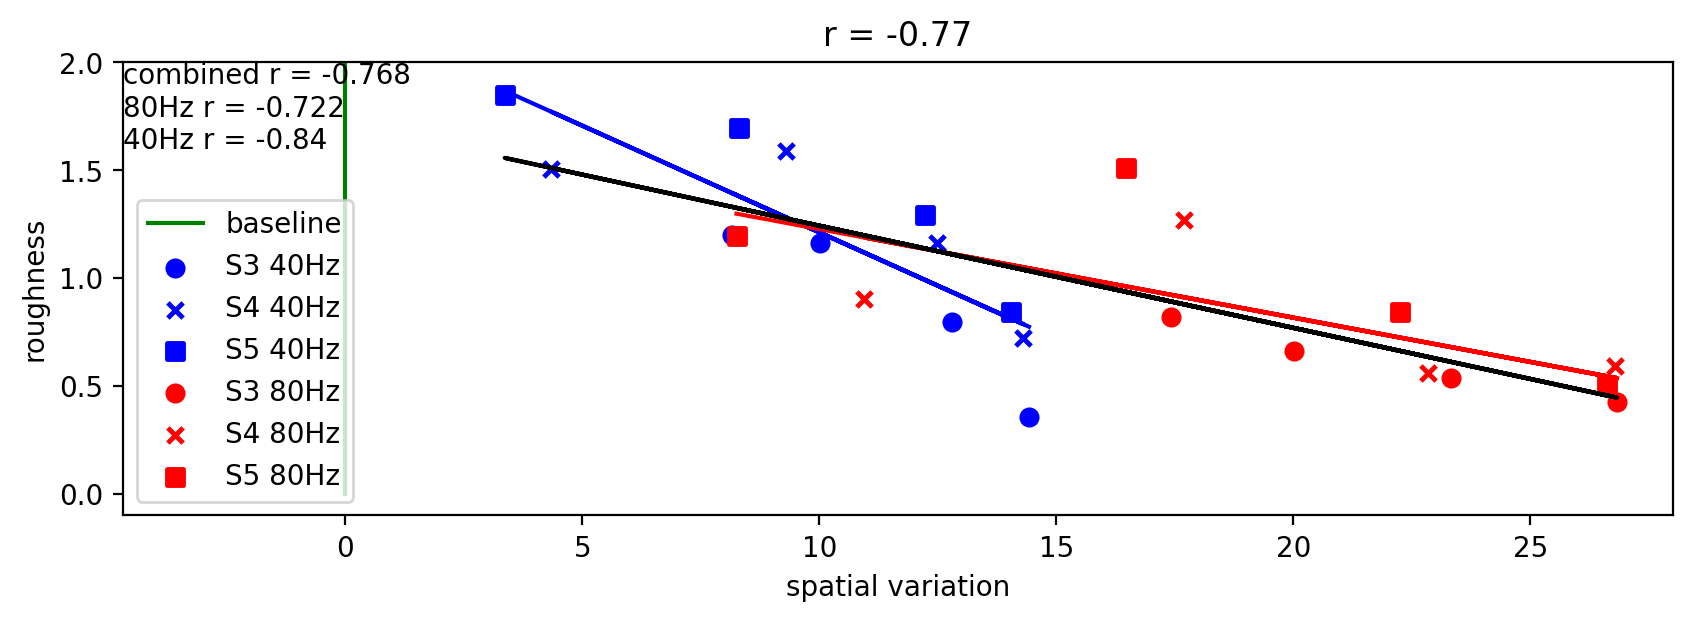 r = -0.77
combined r = -0.768
80Hz r = -0.722
40Hz r = -0.84
2.0
1.5
1.0
0.5
0.0
roughness
baseline
S3 40Hz
S4 40Hz
S5 40Hz
S3 80Hz
S4 80Hz
S5 80Hz
0 5 10 15 20 25
spatial variation